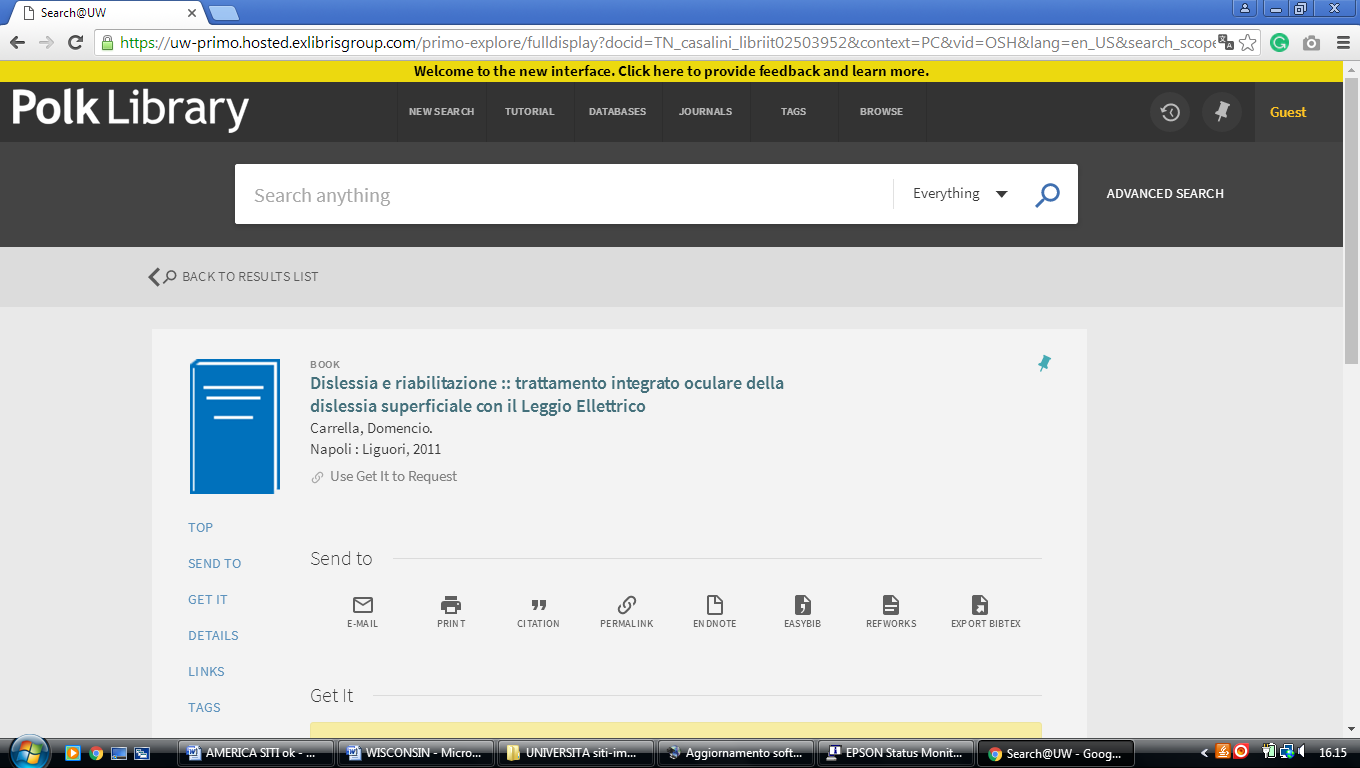 Search@UW
https://uw-primo.hosted.exlibrisgroup.com/primo-explore/fulldisplay?docid=TN_casalini_libriit02503952&context=PC&vid=OSH&lang=en_US&search_scope
Welcome to the new interface. Click here to provide feedback and learn more.
Polk Library
NEW SEARCH TUTORIAL DATABASES JOURNALS TAGS BROWSE
Guest
Search anything
Everything
ADVANCED SEARCH
BACK TO RESULTS LIST
BOOK
Dislessia e riabilitazione :: trattamento integrato oculare della
dislessia superficiale con il Leggio Ellettrico
Carrella, Domencio.
Napoli : Liguori, 2011
Use Get It to Request
TOP
SEND TO
GET IT
DETAILS
LINKS
TAGS
Send to
E-MAIL PRINT CITATION PERMALINK ENDNOTE EASYBIB REFWORKS EXPORT BIBTEX
Get It
AMERICA SITI ok - ... WISCONSIN - Micro... UNIVERSITA siti-im... Aggiornamento soft... EPSON Status Monit... Search@UW - Goog... 16.15